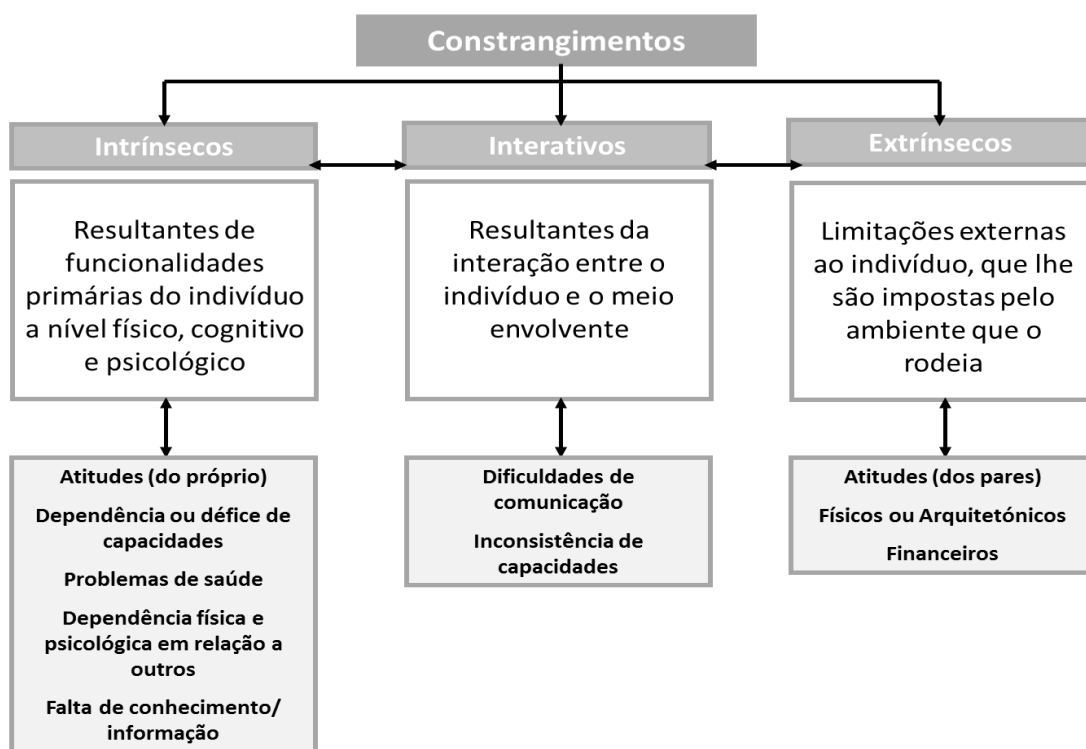 Constrangimentos
Intrínsecos
Interativos
Extrínsecos
Resultantes de
funcionalidades
primárias do indivíduo
a nível físico, cognitivo
e psicológico
Resultantes da
interação entre o
indivíduo e o meio
envolvente
Limitações externas
ao indivíduo, que lhe
são impostas pelo
ambiente que o
rodeia
Atitudes (do próprio)
Dependência ou défice de
capacidades
Problemas de saúde
Dependência física e
psicológica em relação a
outros
Falta de conhecimento/
informação
Dificuldades de
comunicação
Inconsistência de
capacidades
Atitudes (dos pares)
Físicos ou Arquitetónicos
Financeiros